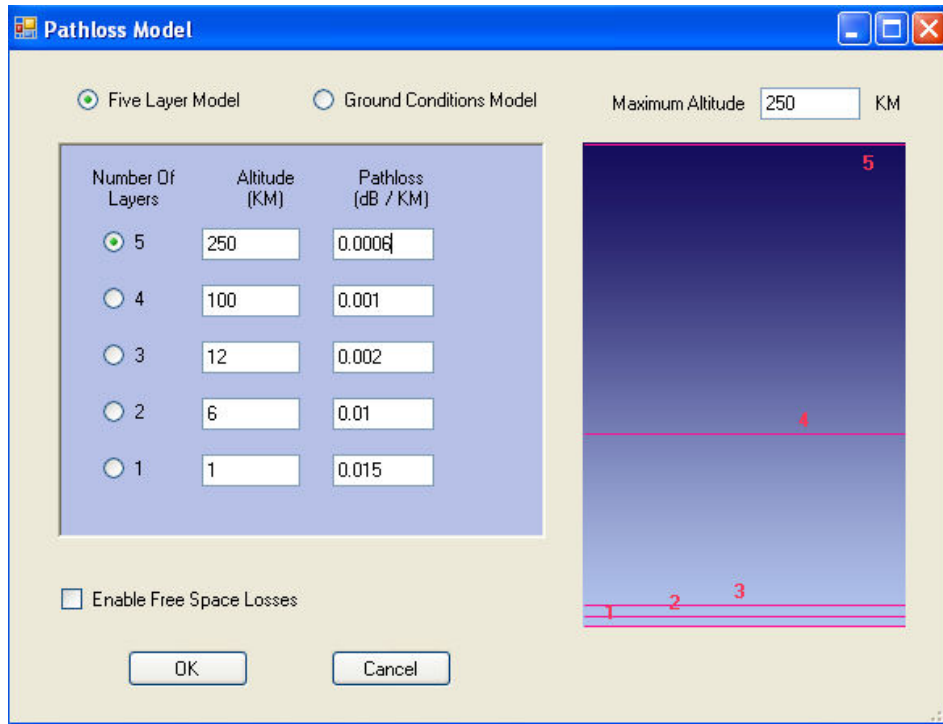 Pathloss Model
Five Layer Model
Ground Conditions Model
Maximum Altitude 250 KM
Number Of Layers
Altitude (KM)
Pathloss (dB / KM)
5 250 0.0006
4 100 0.001
3 12 0.002
2 6 0.01
1 1 0.015
5
4
3
2
1
Enable Free Space Losses
OK
Cancel